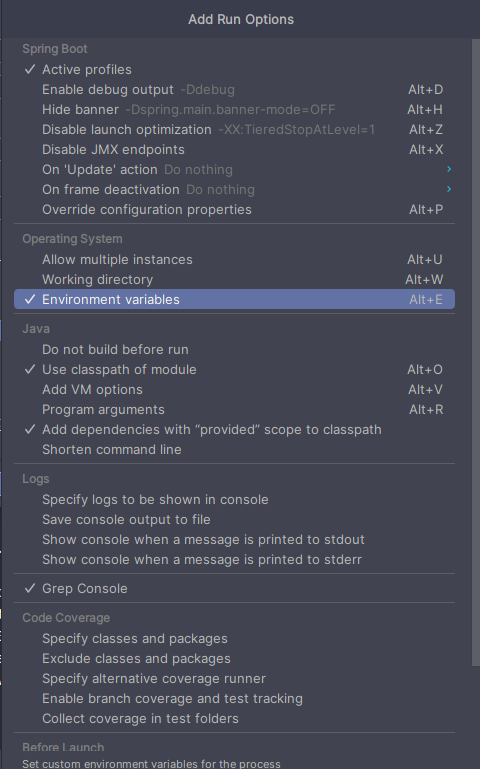 Add Run Options
Spring Boot
✓ Active profiles
Enable debug output -Ddebug Alt+D
Hide banner -Dspring.main.banner-mode=OFF Alt+H
Disable launch optimization -XX:TieredStopAtLevel=1 Alt+Z
Disable JMX endpoints Alt+X
On 'Update' action Do nothing ›
On frame deactivation Do nothing ›
Override configuration properties Alt+P
Operating System
Allow multiple instances Alt+U
Working directory Alt+W
✓ Environment variables Alt+E
Java
Do not build before run
✓ Use classpath of module Alt+O
Add VM options Alt+V
Program arguments Alt+R
✓ Add dependencies with “provided” scope to classpath
Shorten command line
Logs
Specify logs to be shown in console
Save console output to file
Show console when a message is printed to stdout
Show console when a message is printed to stderr
✓ Grep Console
Code Coverage
Specify classes and packages
Exclude classes and packages
Specify alternative coverage runner
Enable branch coverage and test tracking
Collect coverage in test folders
Before Launch
Set custom environment variables for the process